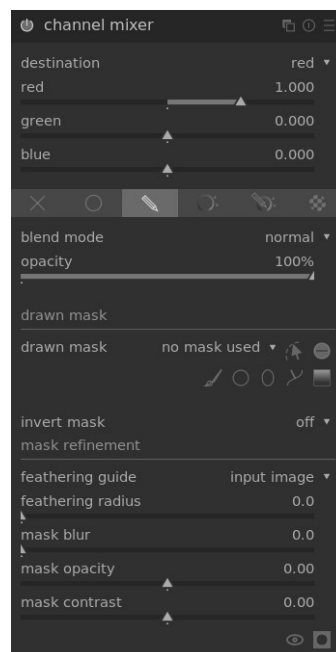 channel mixer
destination red
red 1.000
green 0.000
blue 0.000
blend mode normal
opacity 100%
drawn mask
drawn mask no mask used
invert mask off
mask refinement
feathering guide input image
feathering radius 0.0
mask blur 0.0
mask opacity 0.00
mask contrast 0.00